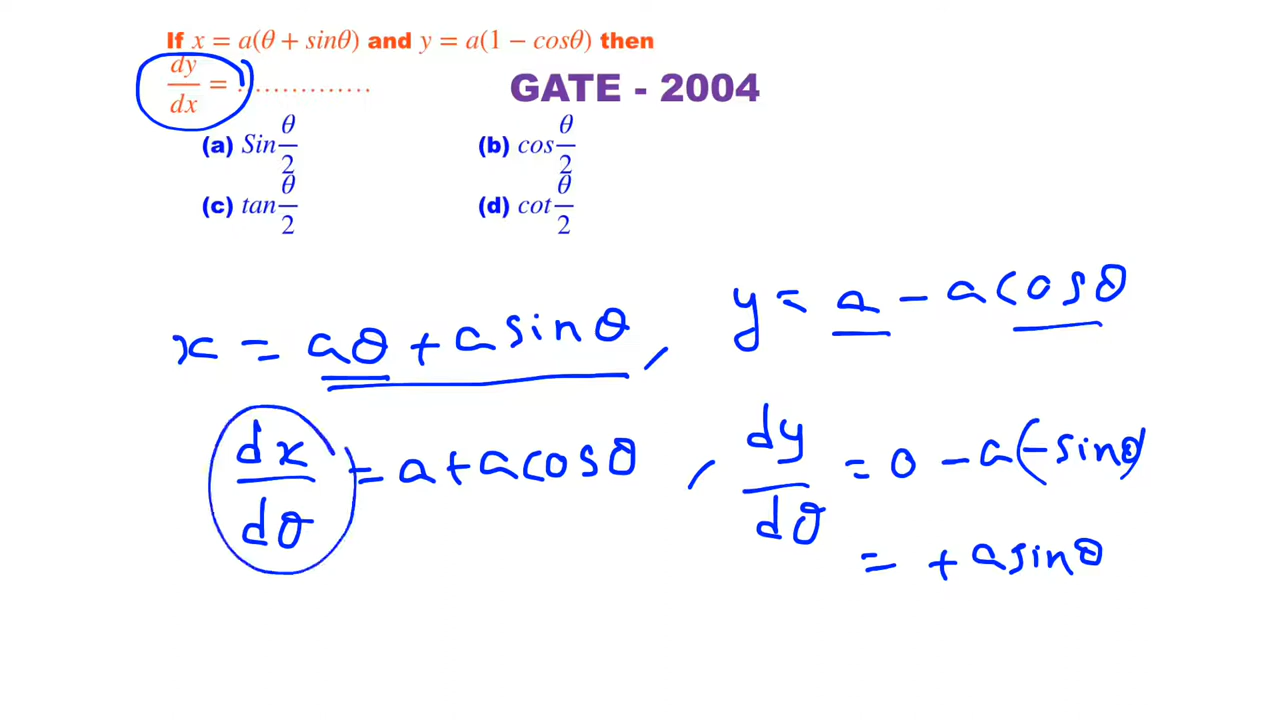 If x = a(θ + sinθ) and y = a(1 − cosθ) then
dy/dx = ..............
GATE - 2004
(a) Sin θ/2 (b) cos θ/2
(c) tan θ/2 (d) cot θ/2
x = aθ + a sinθ , y = a − a cosθ
dx/dθ = a + a cosθ , dy/dθ = 0 − a(−sinθ)
= + a sinθ